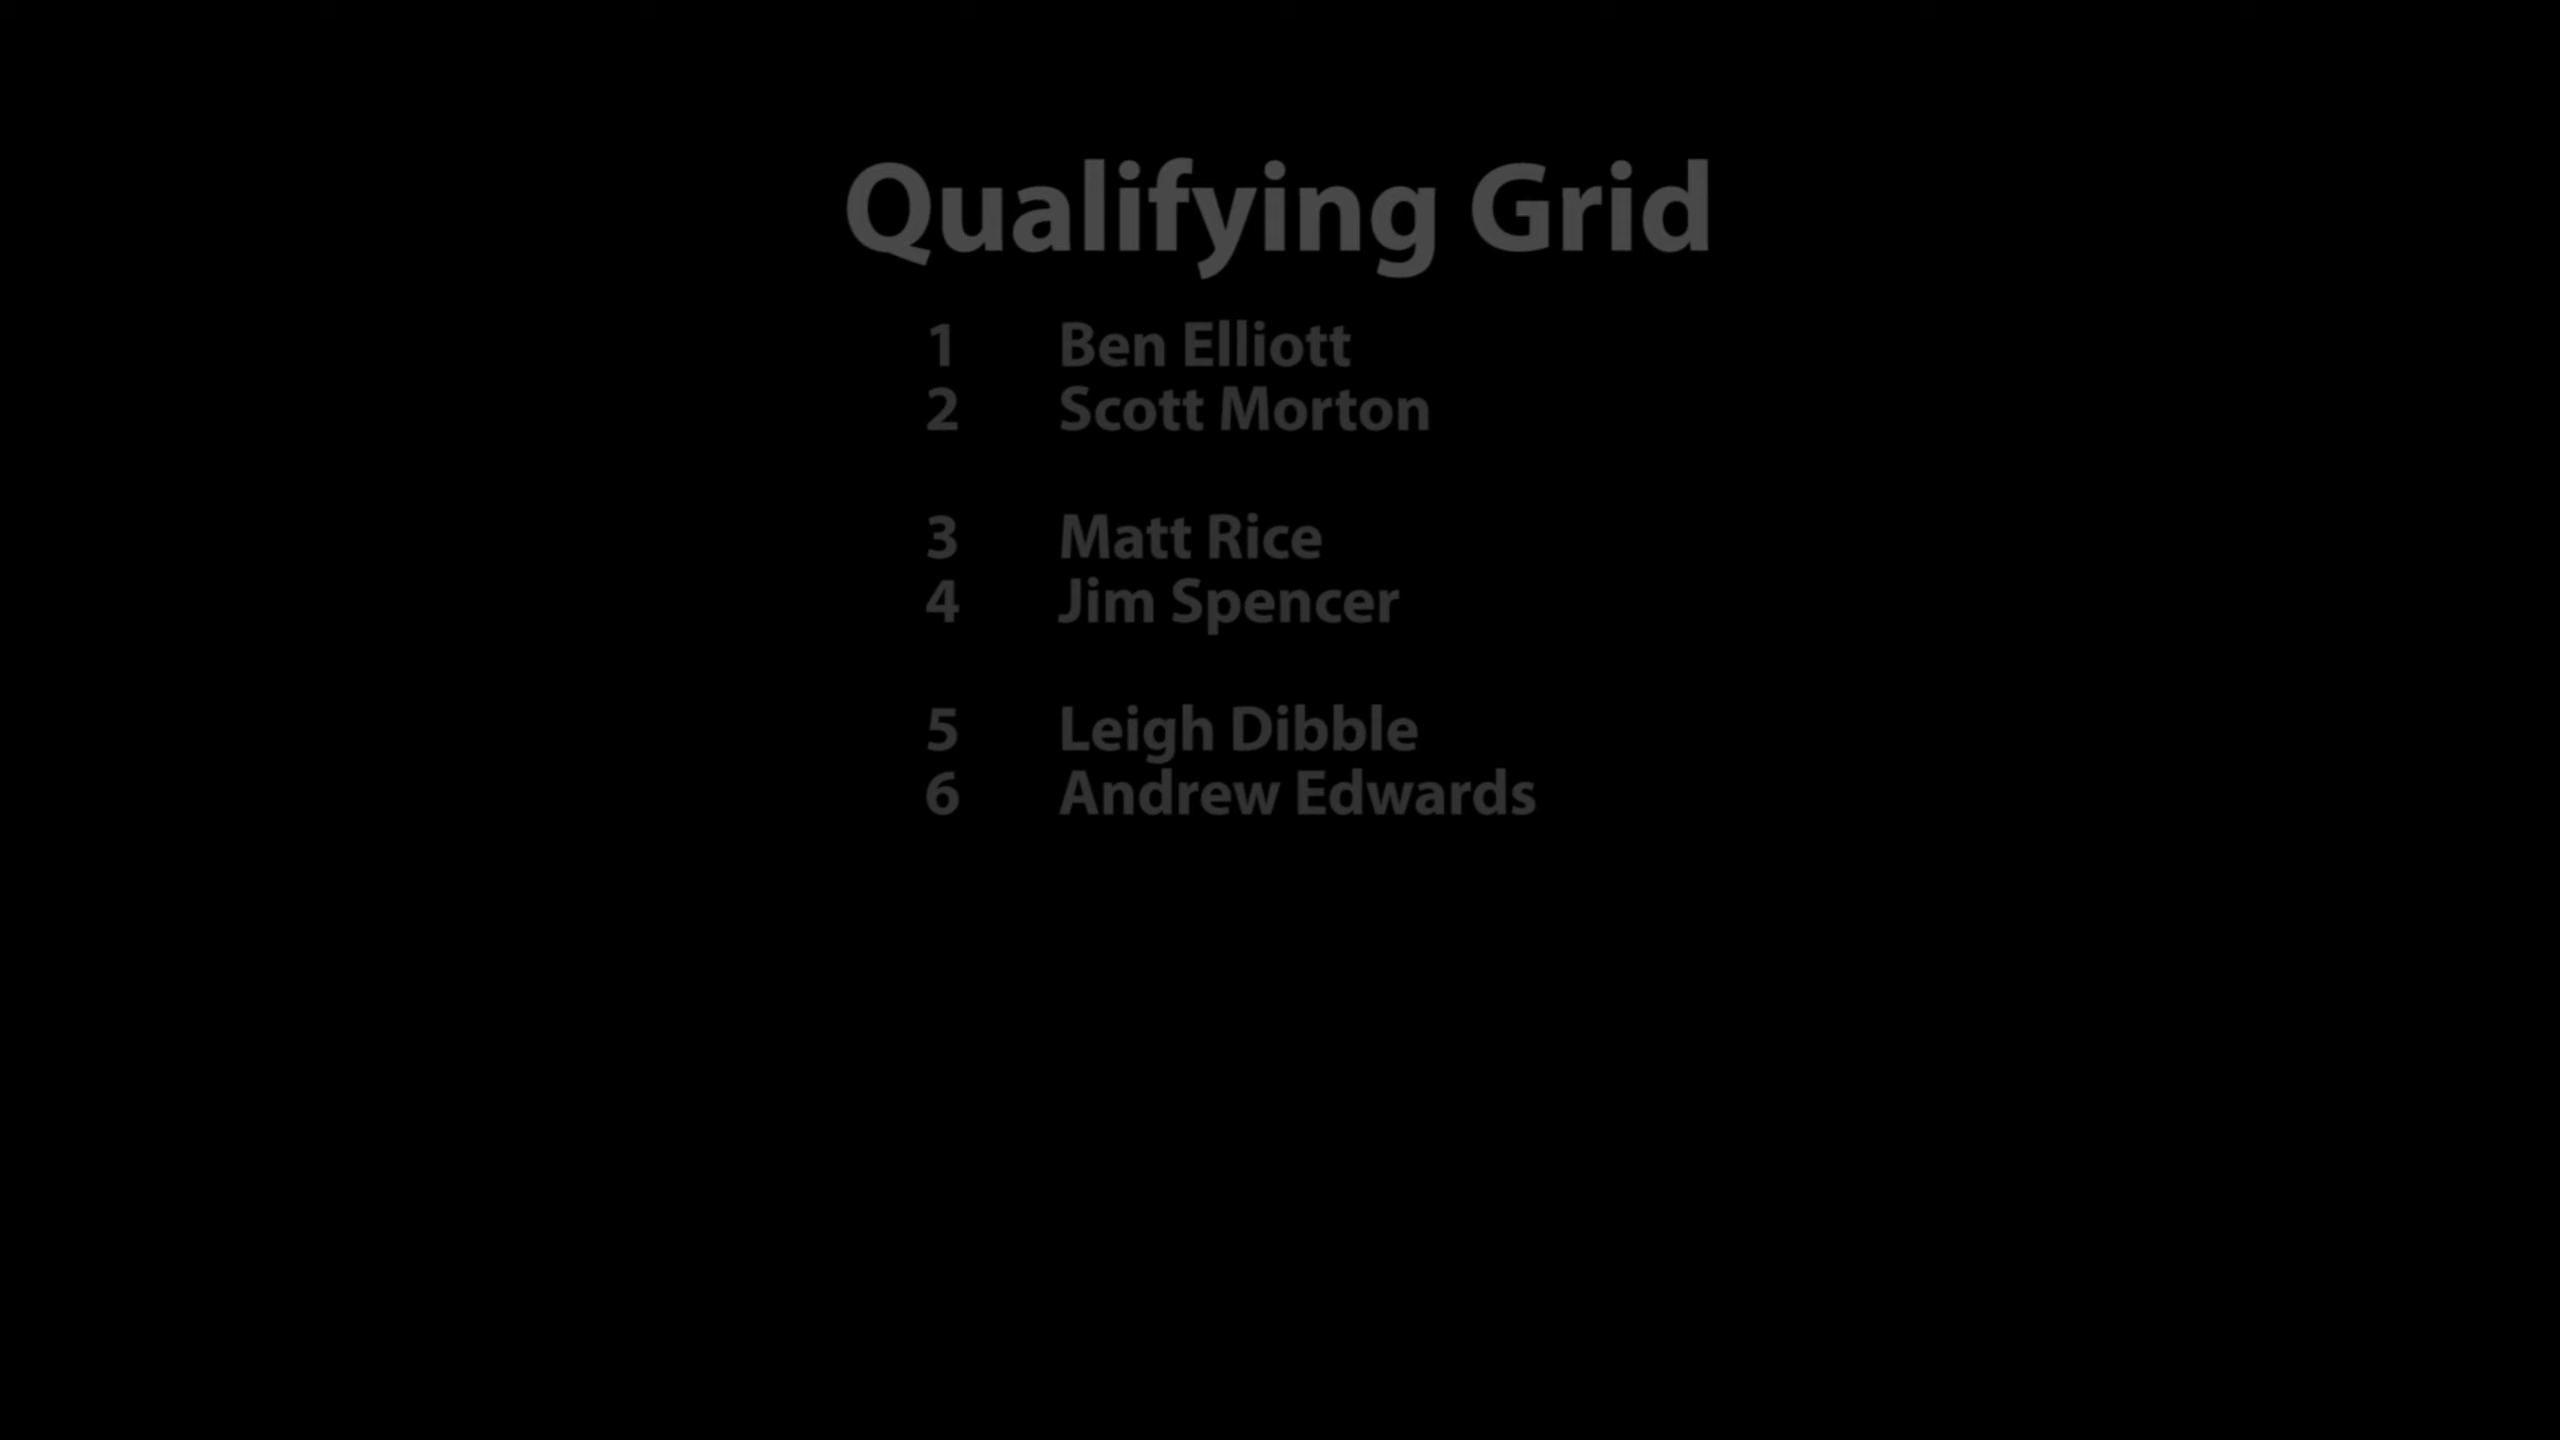 Qualifying Grid
1 Ben Elliott
2 Scott Morton
3 Matt Rice
4 Jim Spencer
5 Leigh Dibble
6 Andrew Edwards